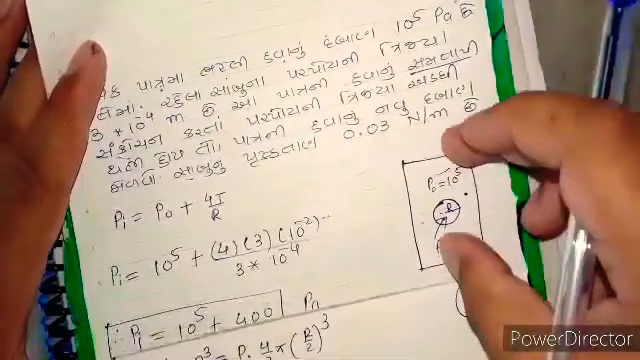 એક પાત્રમાં ભરેલી હવાનું દબાણ 10⁵ Pa છે
તેમાં રહેલા સાબુના પરપોટાની ત્રિજ્યા
3 * 10⁻⁴ m છે. આ પાત્રની હવાનું સમતાપી
સંકોચન કરતાં પરપોટાની ત્રિજ્યા અડધી
થતી હોય તો પાત્રની હવાનું નવું દબાણ
મેળવો. સાબુનું પૃષ્ઠતાણ 0.03 N/m છે
Pᵢ = P₀ + 4T/R
P₀ = 10⁵
R
Pᵢ = 10⁵ + (4)(3)(10⁻²)/3 * 10⁻⁴
∴ Pᵢ = 10⁵ + 400
4/3 π (R/2)³
PowerDirector